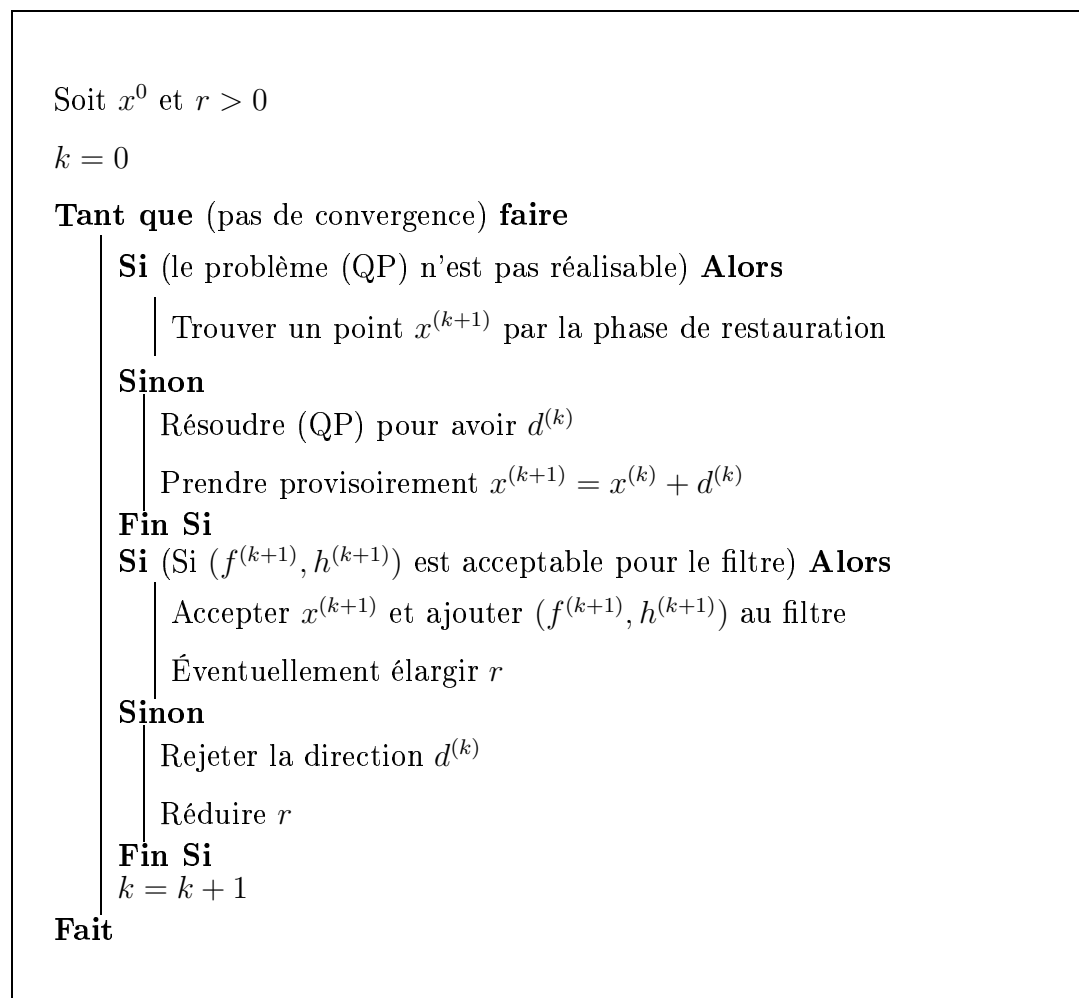 Soit $x^0$ et $r > 0$
$k = 0$
Tant que (pas de convergence) faire
Si (le problème (QP) n'est pas réalisable) Alors
Trouver un point $x^{(k+1)}$ par la phase de restauration
Sinon
Résoudre (QP) pour avoir $d^{(k)}$
Prendre provisoirement $x^{(k+1)} = x^{(k)} + d^{(k)}$
Fin Si
Si (Si $(f^{(k+1)}, h^{(k+1)})$ est acceptable pour le filtre) Alors
Accepter $x^{(k+1)}$ et ajouter $(f^{(k+1)}, h^{(k+1)})$ au filtre
Éventuellement élargir $r$
Sinon
Rejeter la direction $d^{(k)}$
Réduire $r$
Fin Si
$k = k + 1$
Fait